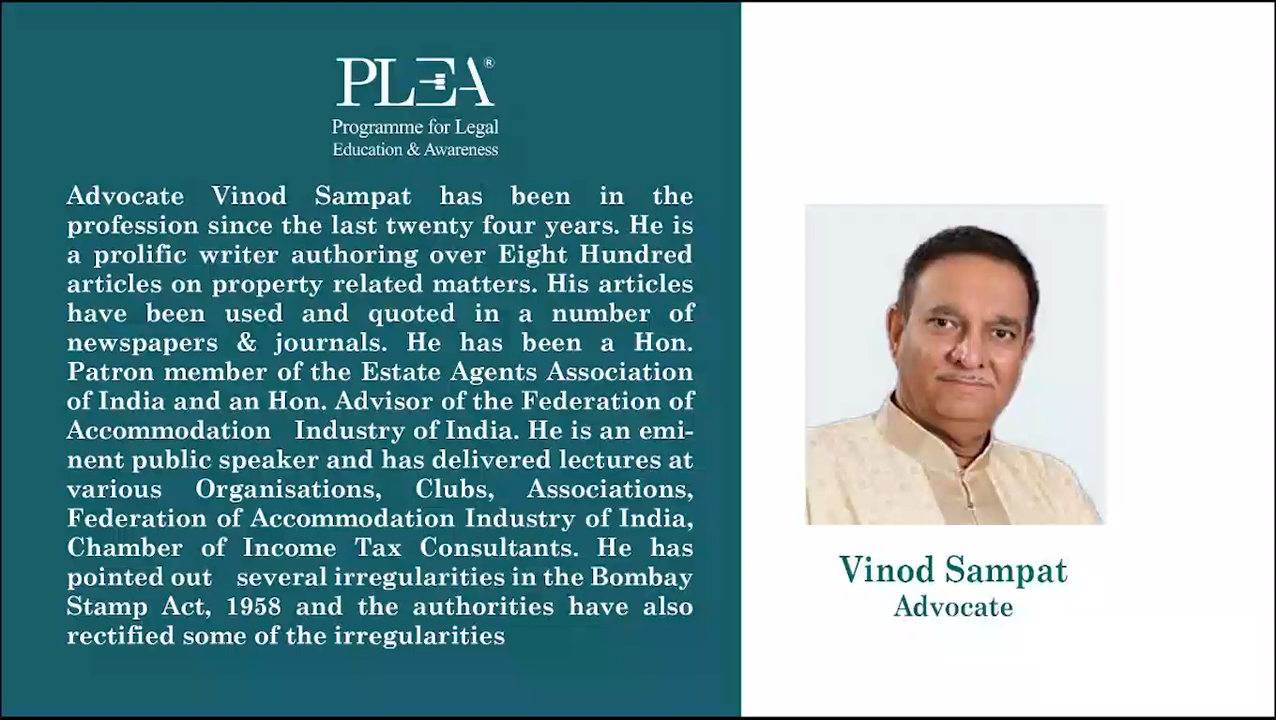 PLEA®
Programme for Legal
Education & Awareness
Advocate Vinod Sampat has been in the
profession since the last twenty four years. He is
a prolific writer authoring over Eight Hundred
articles on property related matters. His articles
have been used and quoted in a number of
newspapers & journals. He has been a Hon.
Patron member of the Estate Agents Association
of India and an Hon. Advisor of the Federation of
Accommodation Industry of India. He is an emi-
nent public speaker and has delivered lectures at
various Organisations, Clubs, Associations,
Federation of Accommodation Industry of India,
Chamber of Income Tax Consultants. He has
pointed out several irregularities in the Bombay
Stamp Act, 1958 and the authorities have also
rectified some of the irregularities
Vinod Sampat
Advocate